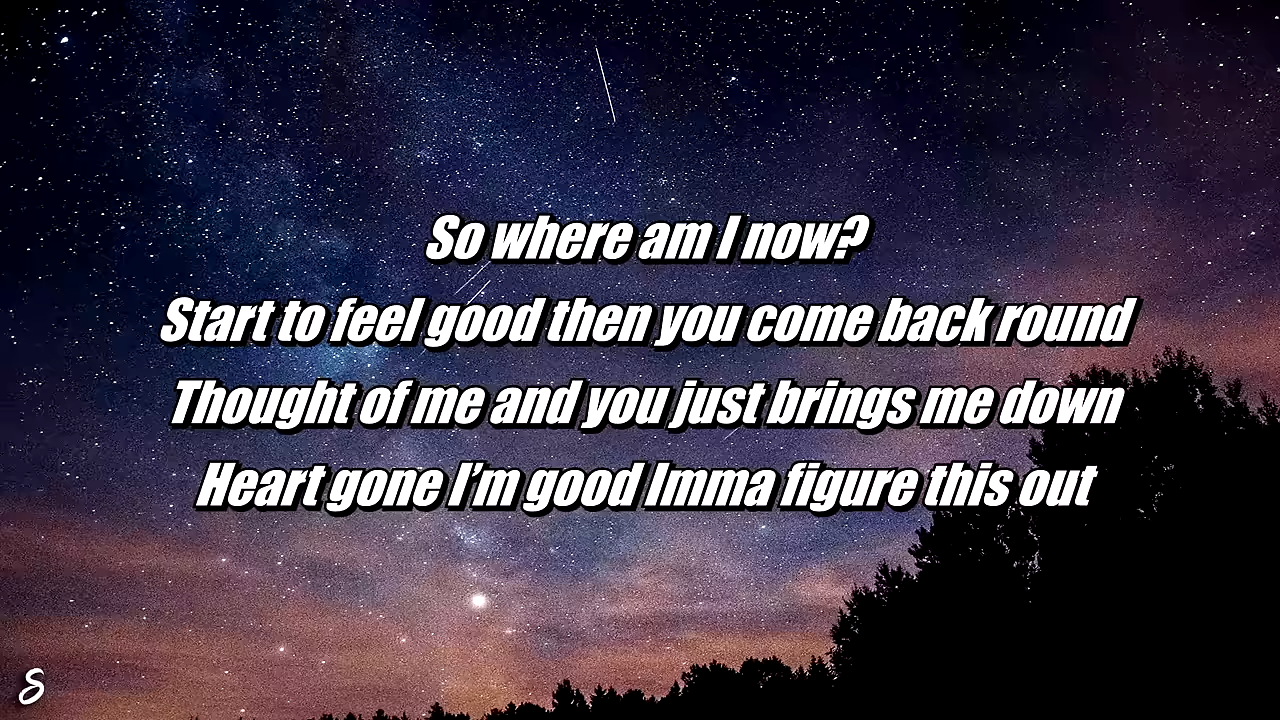 So where am I now?
Start to feel good then you come back round
Thought of me and you just brings me down
Heart gone I’m good Imma figure this out
S